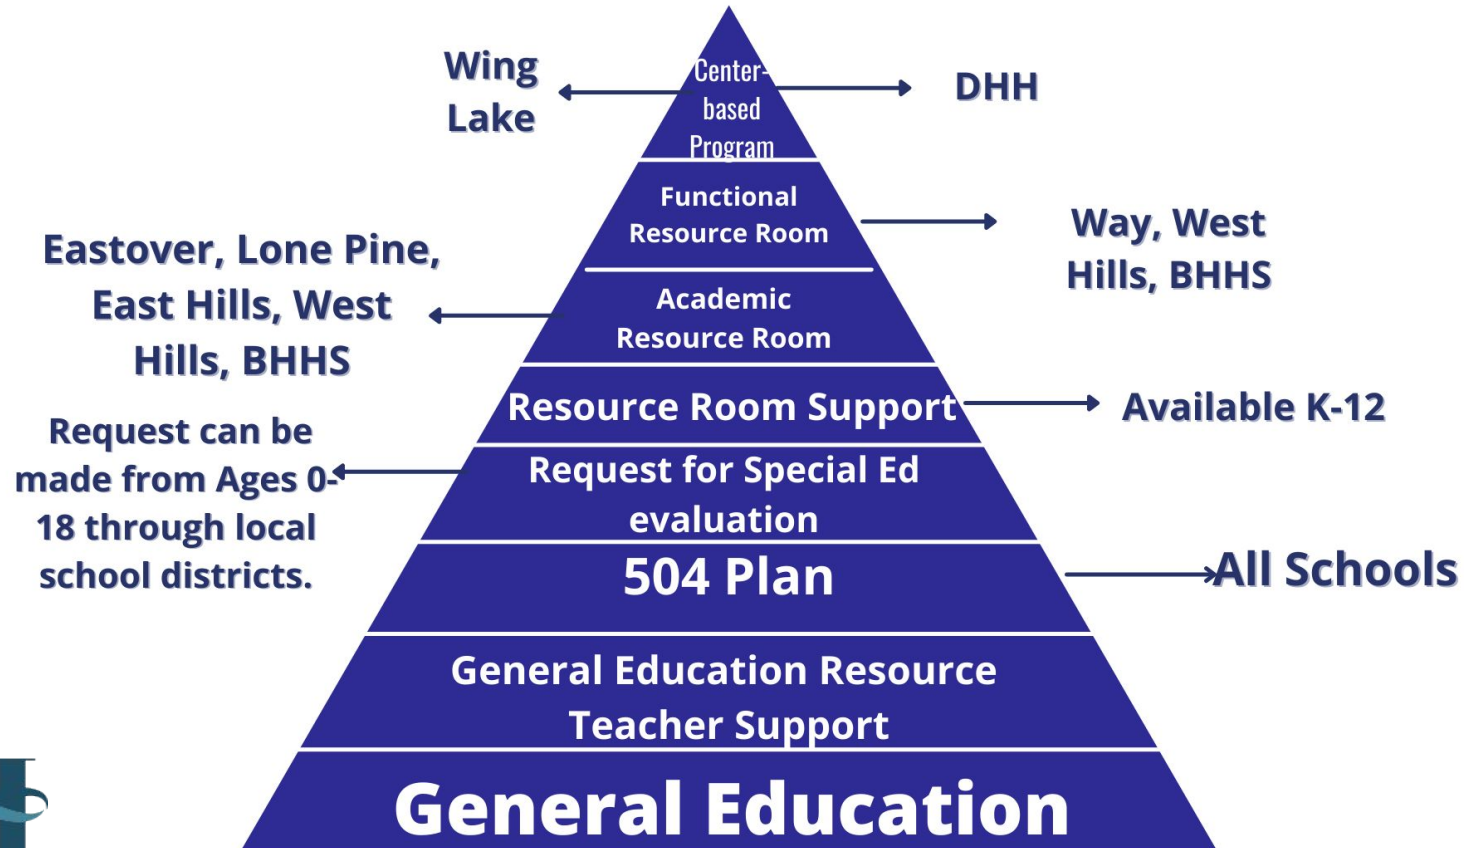 Wing
Lake
Center-
based
Program
DHH
Functional
Resource Room
Way, West
Hills, BHHS
Eastover, Lone Pine,
East Hills, West
Hills, BHHS
Academic
Resource Room
Resource Room Support
Available K-12
Request can be
made from Ages 0-
18 through local
school districts.
Request for Special Ed
evaluation
504 Plan
All Schools
General Education Resource
Teacher Support
General Education